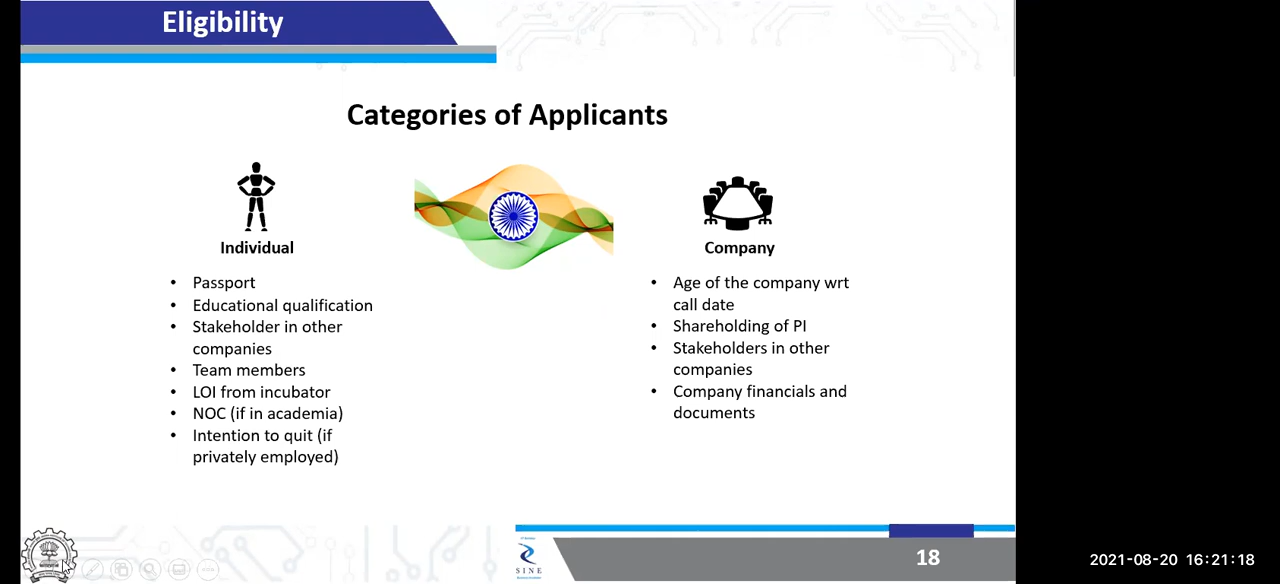 Eligibility
Categories of Applicants
Individual
• Passport
• Educational qualification
• Stakeholder in other
companies
• Team members
• LOI from incubator
• NOC (if in academia)
• Intention to quit (if
privately employed)
Company
• Age of the company wrt
call date
• Shareholding of PI
• Stakeholders in other
companies
• Company financials and
documents
SINE
18
2021-08-20 16:21:18